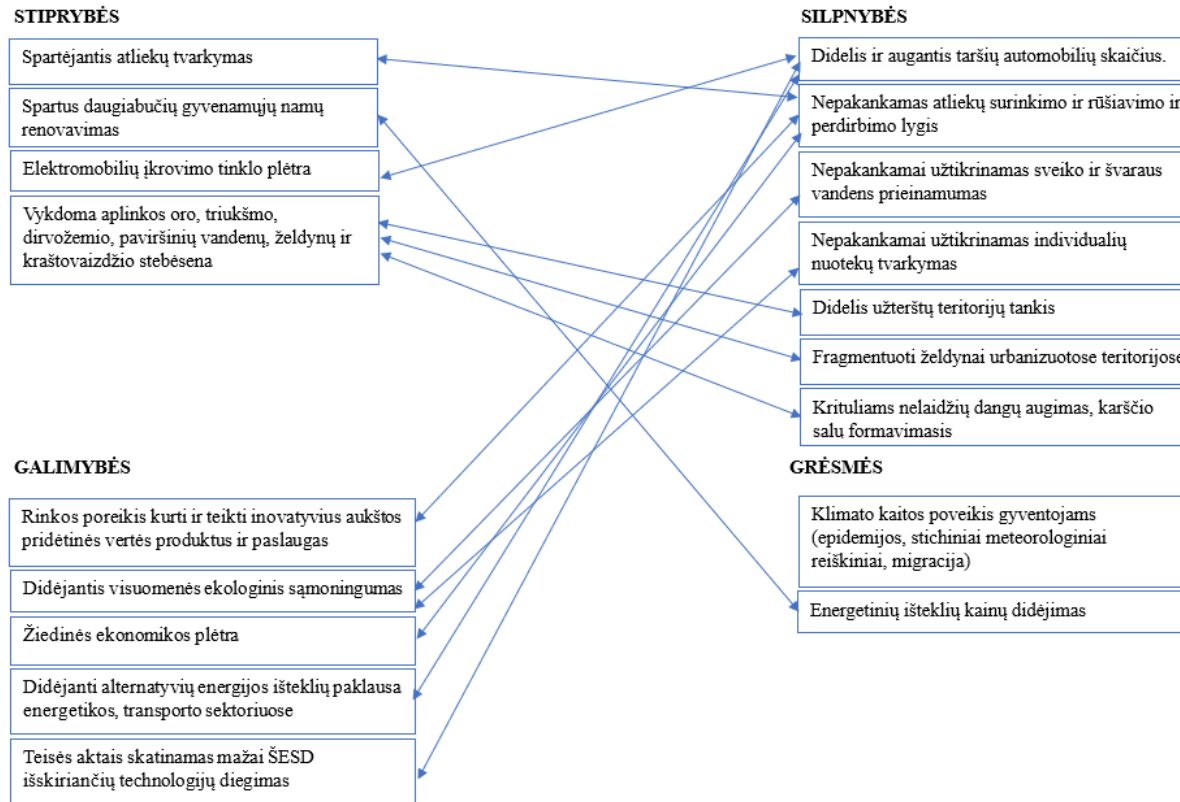 STIPRYBĖS
Spartėjantis atliekų tvarkymas
Spartus daugiabučių gyvenamųjų namų
renovavimas
Elektromobilių įkrovimo tinklo plėtra
Vykdoma aplinkos oro, triukšmo,
dirvožemio, paviršinių vandenų, želdynų ir
kraštovaizdžio stebėsena
SILPNYBĖS
Didelis ir augantis taršių automobilių skaičius.
Nepakankamas atliekų surinkimo ir rūšiavimo ir
perdirbimo lygis
Nepakankamai užtikrinamas sveiko ir švaraus
vandens prieinamumas
Nepakankamai užtikrinamas individualių
nuotekų tvarkymas
Didelis užterštų teritorijų tankis
Fragmentuoti želdynai urbanizuotose teritorijose
Krituliams nelaidžių dangų augimas, karščio
salų formavimasis
GALIMYBĖS
Rinkos poreikis kurti ir teikti inovatyvius aukštos
pridėtinės vertės produktus ir paslaugas
Didėjantis visuomenės ekologinis sąmoningumas
Žiedinės ekonomikos plėtra
Didėjanti alternatyvių energijos išteklių paklausa
energetikos, transporto sektoriuose
Teisės aktais skatinamas mažai ŠESD
išskiriančių technologijų diegimas
GRĖSMĖS
Klimato kaitos poveikis gyventojams
(epidemijos, stichiniai meteorologiniai
reiškiniai, migracija)
Energetinių išteklių kainų didėjimas